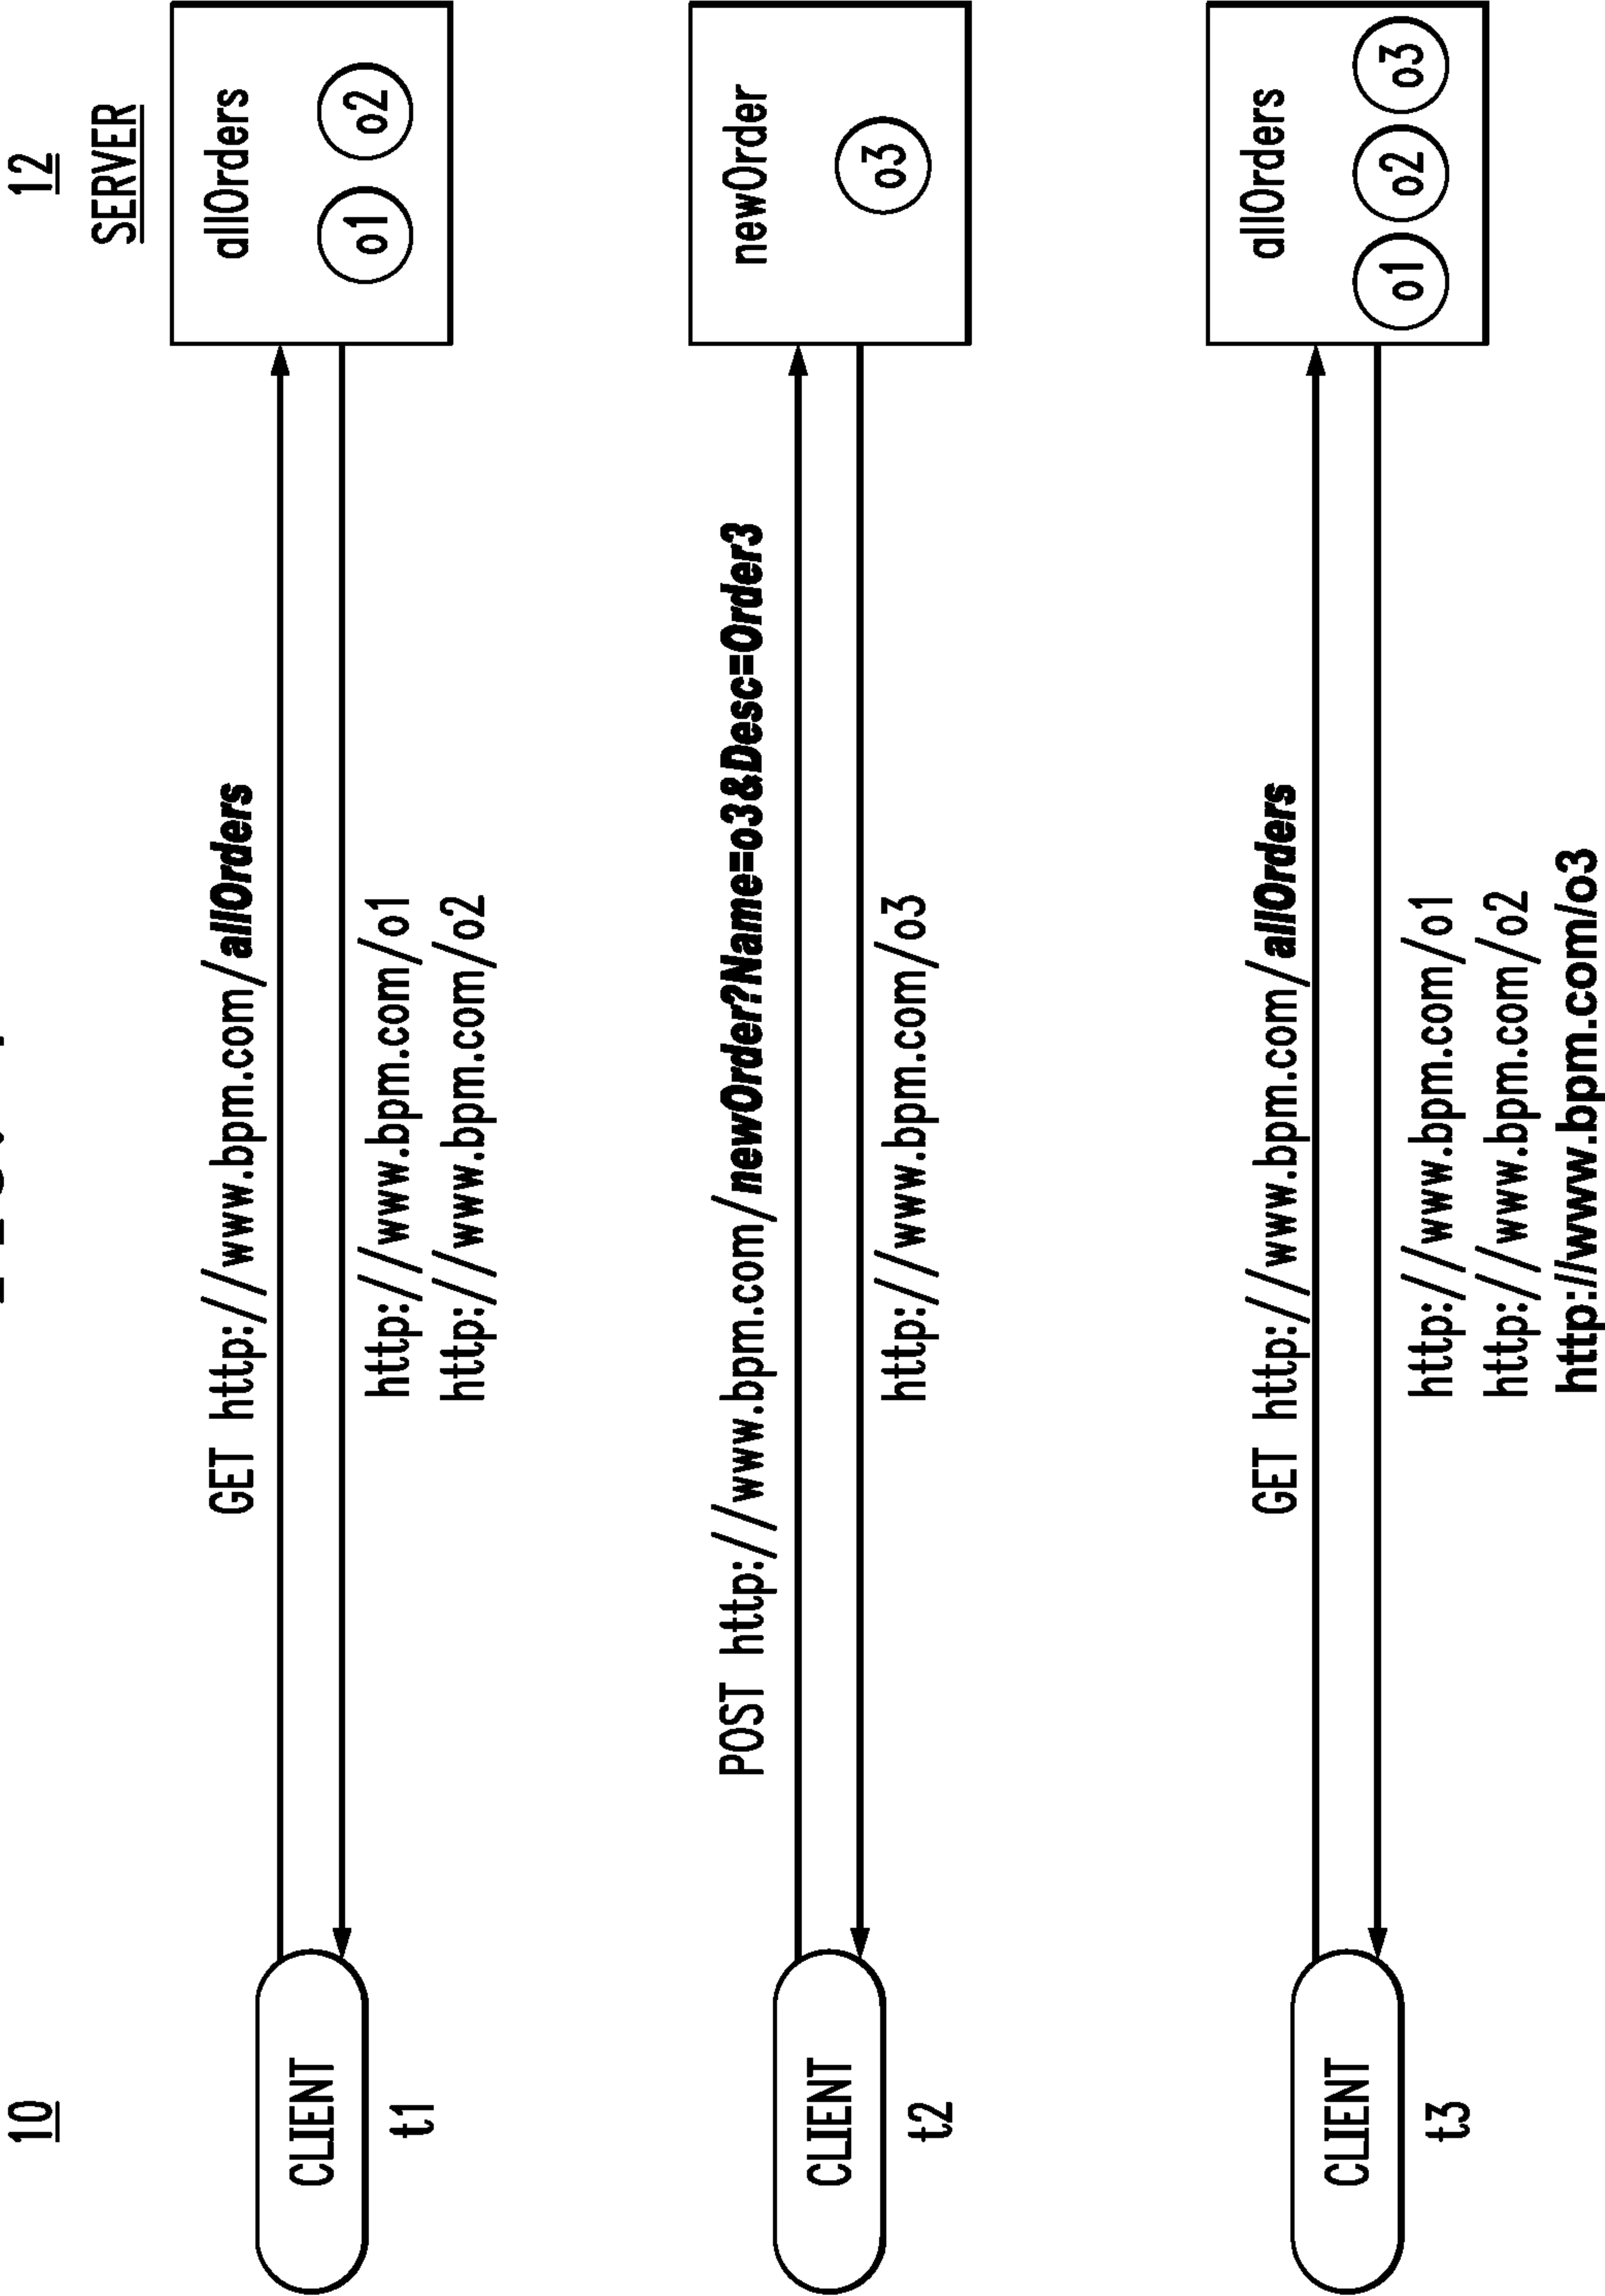 10
12
SERVER
GET http://www.bpm.com/allOrders
allOrders
o1 o2
CLIENT
http://www.bpm.com/o1
http://www.bpm.com/o2
t1
POST http://www.bpm.com/newOrder?Name=o3&Desc=Order3
newOrder
o3
CLIENT
http://www.bpm.com/o3
t2
GET http://www.bpm.com/allOrders
allOrders
o1 o2 o3
CLIENT
http://www.bpm.com/o1
http://www.bpm.com/o2
http://www.bpm.com/o3
t3